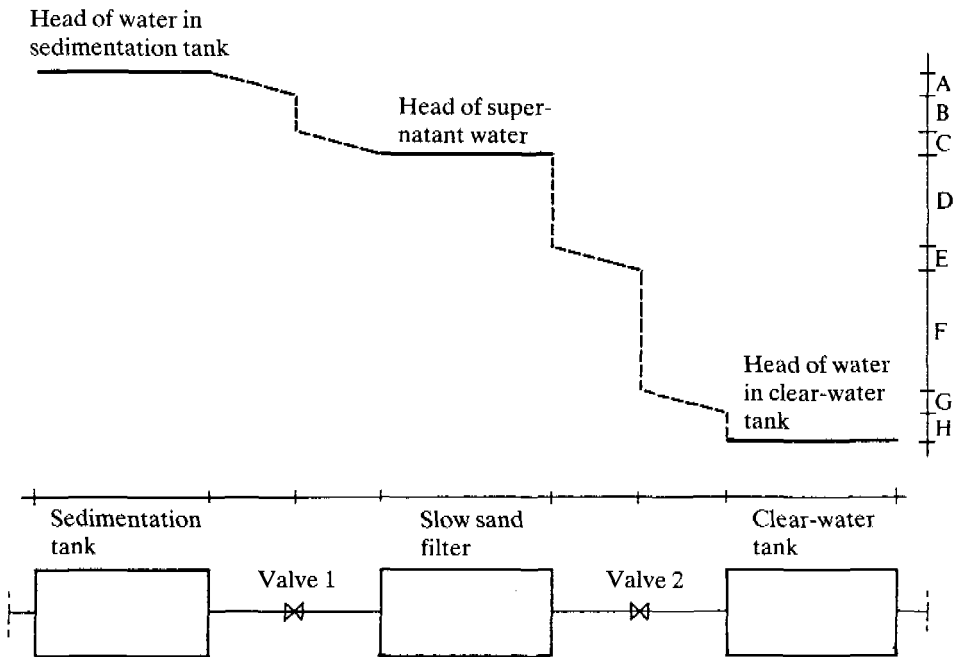 Head of water in
sedimentation tank
A
B
Head of super-
natant water
C
D
E
F
Head of water
in clear-water
tank
G
H
Sedimentation
tank
Slow sand
filter
Clear-water
tank
Valve 1
Valve 2